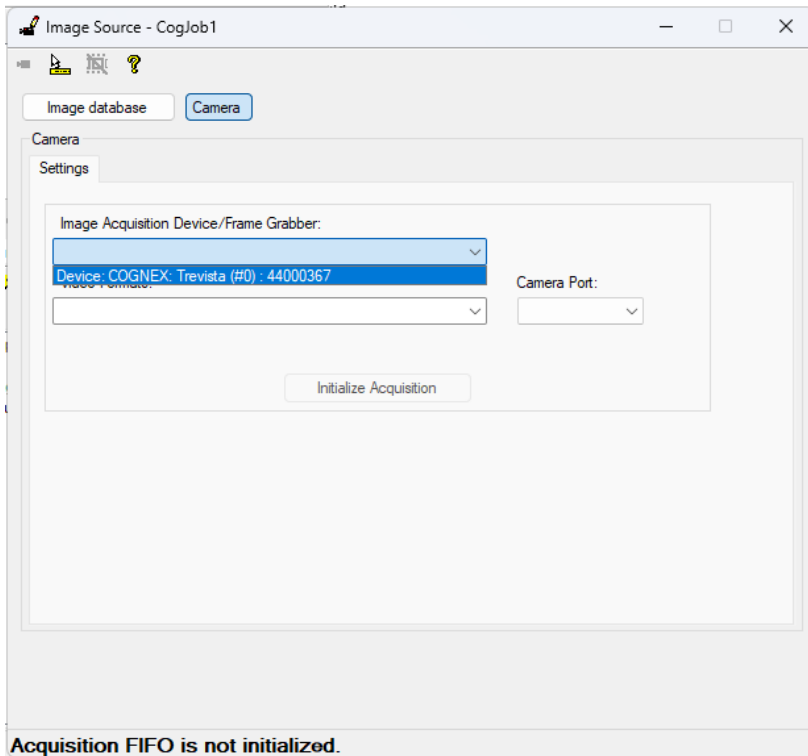 Image Source - CogJob1
Image database
Camera
Camera
Settings
Image Acquisition Device/Frame Grabber:
Device: COGNEX: Trevista (#0) : 44000367
Camera Port:
Initialize Acquisition
Acquisition FIFO is not initialized.